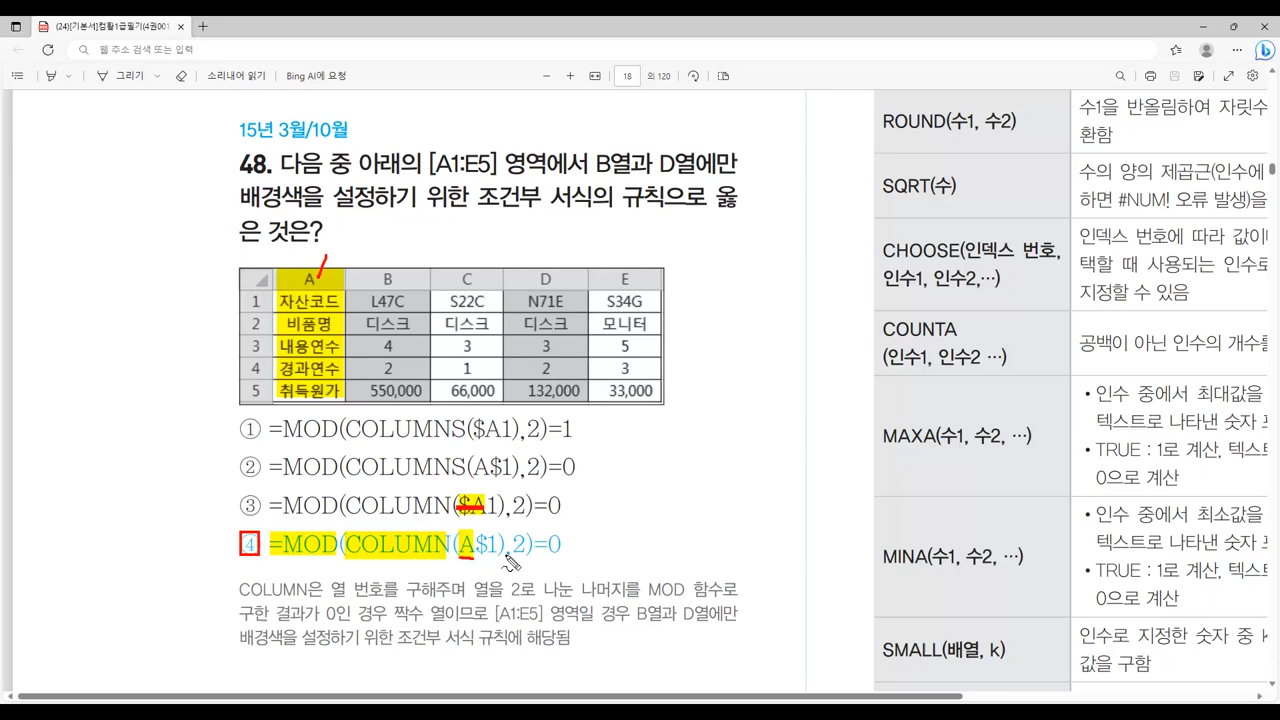 (24)[기본서]컴활1급필기(4권001
웹 주소 검색 또는 입력
그리기
소리내어 읽기
Bing AI에 요청
18
의 120
15년 3월/10월
48. 다음 중 아래의 [A1:E5] 영역에서 B열과 D열에만
배경색을 설정하기 위한 조건부 서식의 규칙으로 옳
은 것은?
A B C D E
1 자산코드 L47C S22C N71E S34G
2 비품명 디스크 디스크 디스크 모니터
3 내용연수 4 3 3 5
4 경과연수 2 1 2 3
5 취득원가 550,000 66,000 132,000 33,000
① =MOD(COLUMNS($A1),2)=1
② =MOD(COLUMNS(A$1),2)=0
③ =MOD(COLUMN($A1),2)=0
④ =MOD(COLUMN(A$1),2)=0
COLUMN은 열 번호를 구해주며 열을 2로 나눈 나머지를 MOD 함수로
구한 결과가 0인 경우 짝수 열이므로 [A1:E5] 영역일 경우 B열과 D열에만
배경색을 설정하기 위한 조건부 서식 규칙에 해당됨
ROUND(수1, 수2)
수1을 반올림하여 자릿수
환함
SQRT(수)
수의 양의 제곱근(인수에
하면 #NUM! 오류 발생)을
CHOOSE(인덱스 번호,
인수1, 인수2,…)
인덱스 번호에 따라 값이
택할 때 사용되는 인수로
지정할 수 있음
COUNTA
(인수1, 인수2 …)
공백이 아닌 인수의 개수를
MAXA(수1, 수2, …)
• 인수 중에서 최대값을
텍스트로 나타낸 숫자
• TRUE : 1로 계산, 텍스
0으로 계산
MINA(수1, 수2, …)
• 인수 중에서 최소값을
텍스트로 나타낸 숫자
• TRUE : 1로 계산, 텍스
0으로 계산
SMALL(배열, k)
인수로 지정한 숫자 중
값을 구함